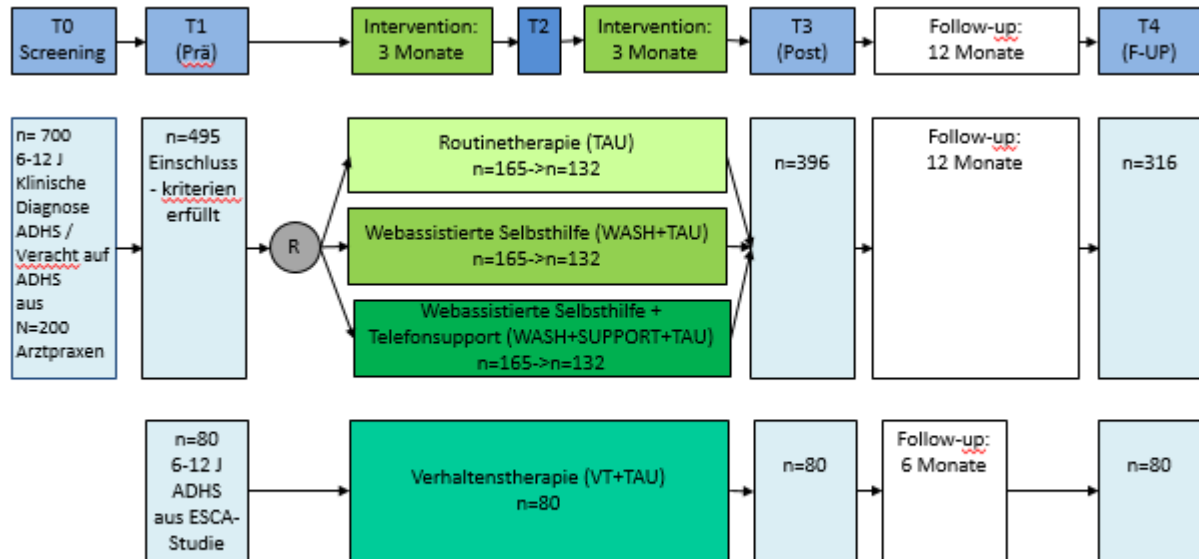 T0
Screening
T1
(Prä)
Intervention:
3 Monate
T2
Intervention:
3 Monate
T3
(Post)
Follow-up:
12 Monate
T4
(F-UP)
n= 700
6-12 J
Klinische
Diagnose
ADHS /
Veracht auf
ADHS
aus
N=200
Arztpraxen
n=495
Einschluss
- kriterien
erfüllt
R
Routinetherapie (TAU)
n=165->n=132
Webassistierte Selbsthilfe (WASH+TAU)
n=165->n=132
Webassistierte Selbsthilfe +
Telefonsupport (WASH+SUPPORT+TAU)
n=165->n=132
n=396
Follow-up:
12 Monate
n=316
n=80
6-12 J
ADHS
aus ESCA-
Studie
Verhaltenstherapie (VT+TAU)
n=80
n=80
Follow-up:
6 Monate
n=80